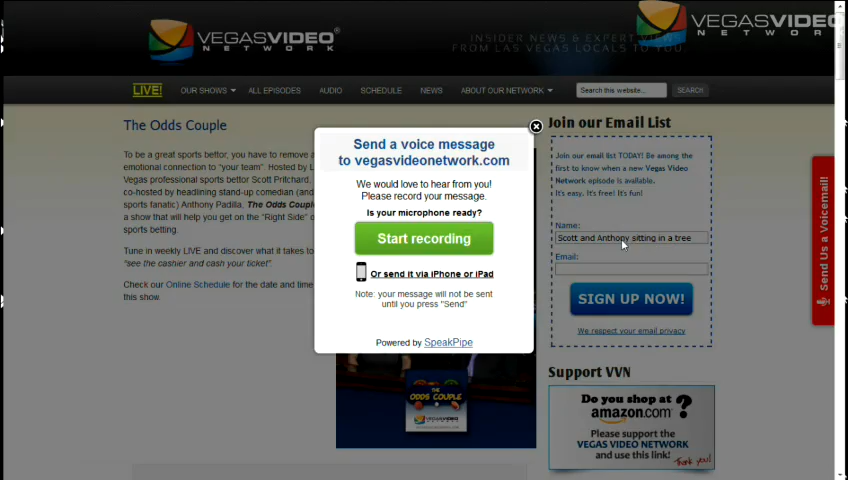 VEGASVIDEO
NETWORK
INSIDER NEWS & EXPERT VIEWS
FROM LAS VEGAS LOCALS TO YOU
VEGASVIDEO
NETWOR
LIVE!
OUR SHOWS
ALL EPISODES
AUDIO
SCHEDULE
NEWS
ABOUT OUR NETWORK
Search this website...
SEARCH
The Odds Couple
To be a great sports bettor, you have to remove a
emotional connection to "your team". Hosted by L
Vegas professional sports bettor Scott Pritchard,
co-hosted by headlining stand-up comedian (and
sports fanatic) Anthony Padilla. The Odds Couple
a show that will help you get on the "Right Side" o
sports betting.
Tune in weekly LIVE and discover what it takes to
"see the cashier and cash your ticket".
Check our Online Schedule for the date and time
this show.
Send a voice message
to vegasvideonetwork.com
We would love to hear from you!
Please record your message.
Is your microphone ready?
Start recording
Or send it via iPhone or iPad
Note: your message will not be sent
until you press "Send"
Powered by SpeakPipe
THE
ODDS COUPLE
VEGASVIDEO
Join our Email List
Join our email list TODAY! Be among the
first to know when a new Vegas Video
Network episode is available.
It's easy. It's free! It's fun!
Name:
Scott and Anthony sitting in a tree
Email:
SIGN UP NOW!
We respect your email privacy
Support VVN
Do you shop at
amazon.com ?
Please support the
VEGAS VIDEO NETWORK
and use this link!
Thank you!
Send Us a Voicemail!